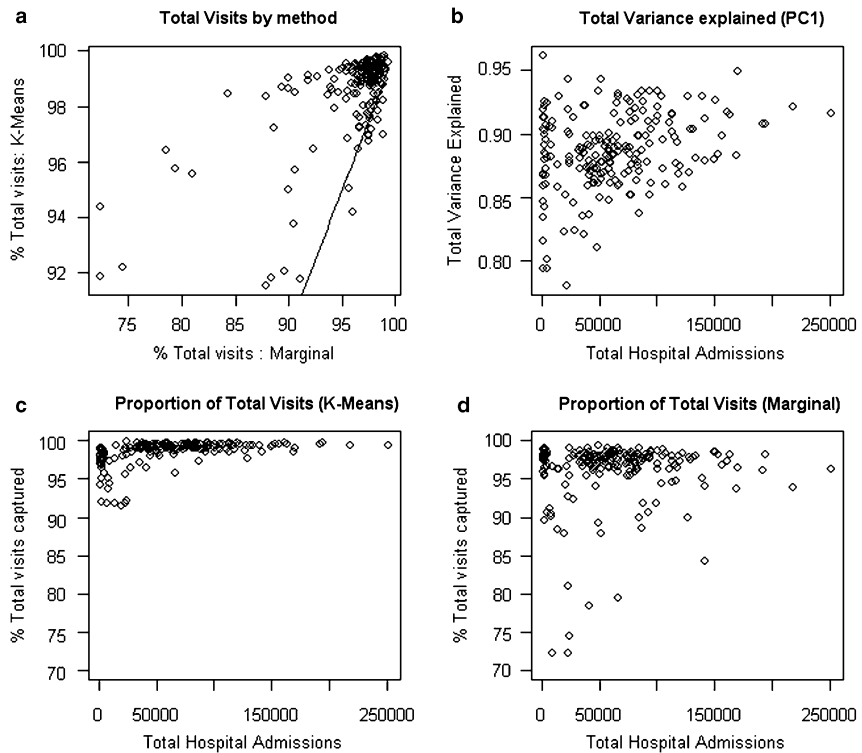 a
Total Visits by method
% Total visits: K-Means
100
98
96
94
92
75
80
85
90
95
100
% Total visits : Marginal
b
Total Variance explained (PC1)
Total Variance Explained
0.95
0.90
0.85
0.80
0
50000
150000
250000
Total Hospital Admissions
c
Proportion of Total Visits (K-Means)
% Total visits captured
100
95
90
85
80
75
70
0
50000
150000
250000
Total Hospital Admissions
d
Proportion of Total Visits (Marginal)
% Total visits captured
100
95
90
85
80
75
70
0
50000
150000
250000
Total Hospital Admissions